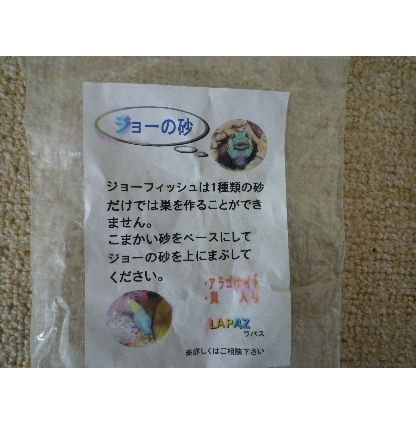 ジョーの砂
ジョーフィッシュは1種類の砂
だけでは巣を作ることができ
ません。
こまかい砂をベースにして
ジョーの砂を上にまぶして
ください。
・アラゴナイト
・貝　入り
LAPAZ
ラパス
※詳しくはご相談下さい